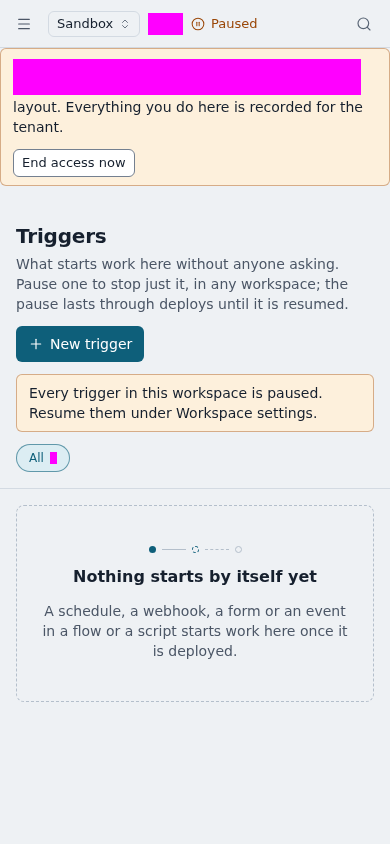 Sandbox
Paused
layout. Everything you do here is recorded for the
tenant.
End access now
Triggers
What starts work here without anyone asking.
Pause one to stop just it, in any workspace; the
pause lasts through deploys until it is resumed.
New trigger
Every trigger in this workspace is paused.
Resume them under Workspace settings.
All
Nothing starts by itself yet
A schedule, a webhook, a form or an event
in a flow or a script starts work here once it
is deployed.